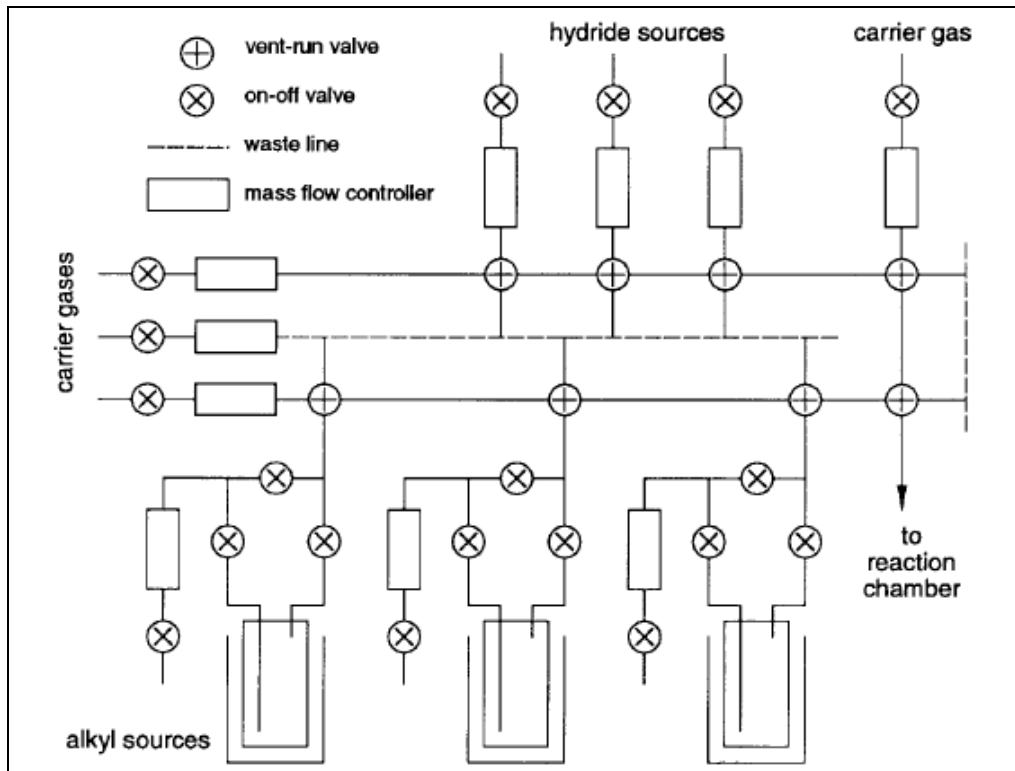 vent-run valve
on-off valve
waste line
mass flow controller
hydride sources
carrier gas
carrier gases
to
reaction
chamber
alkyl sources